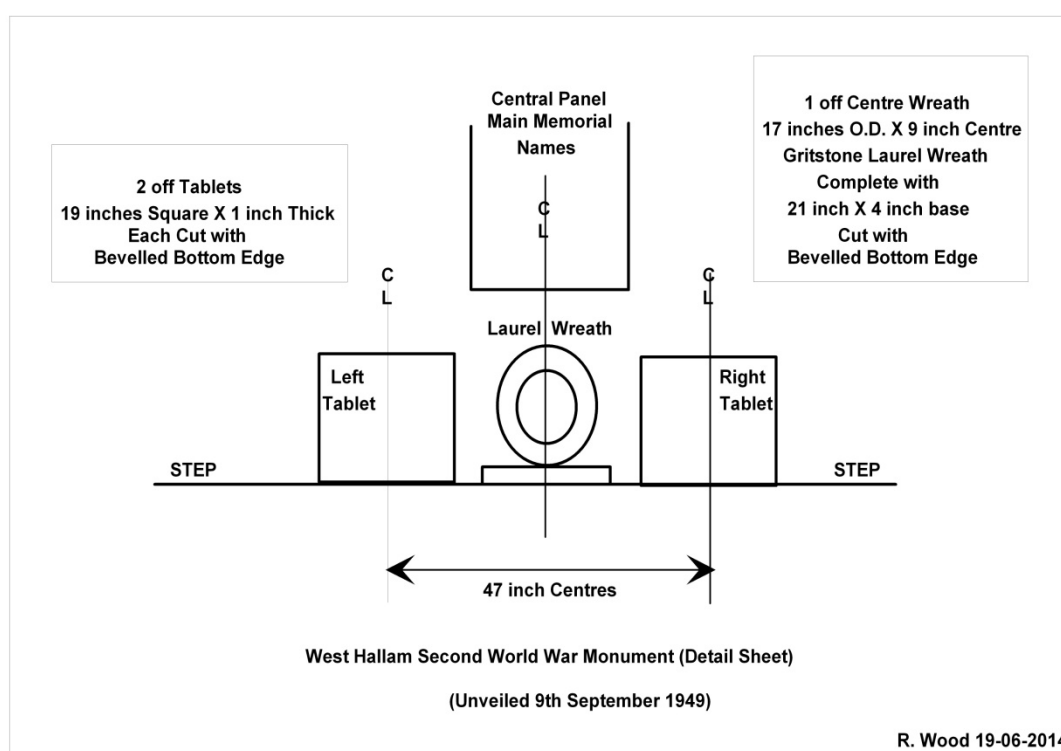 Central Panel
Main Memorial
Names
1 off Centre Wreath
17 inches O.D. X 9 inch Centre
Gritstone Laurel Wreath
Complete with
21 inch X 4 inch base
Cut with
Bevelled Bottom Edge
2 off Tablets
19 inches Square X 1 inch Thick
Each Cut with
Bevelled Bottom Edge
C
L
C
L
C
L
Laurel Wreath
Left
Tablet
Right
Tablet
STEP
STEP
47 inch Centres
West Hallam Second World War Monument (Detail Sheet)
(Unveiled 9th September 1949)
R. Wood 19-06-2014